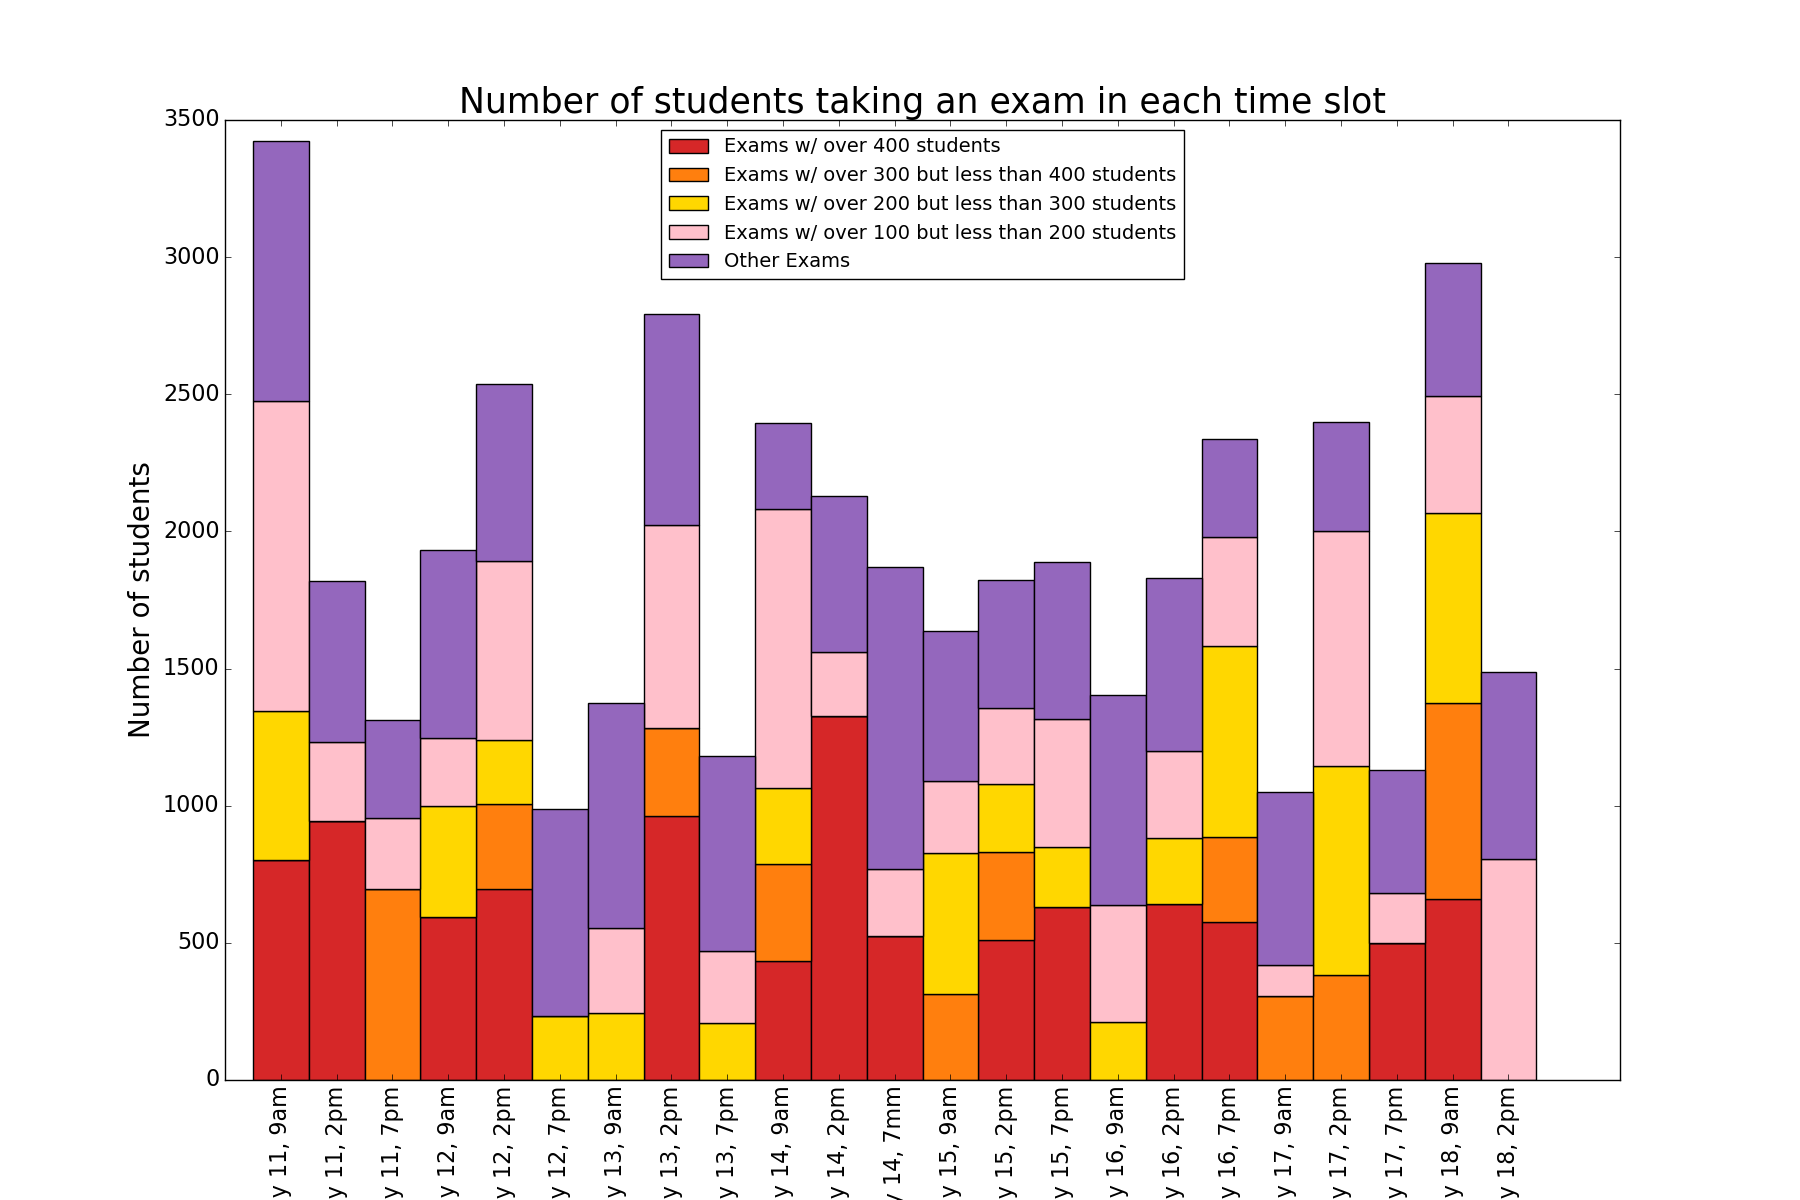 Number of students taking an exam in each time slot
Exams w/ over 400 students
Exams w/ over 300 but less than 400 students
Exams w/ over 200 but less than 300 students
Exams w/ over 100 but less than 200 students
Other Exams
Number of students
3500
3000
2500
2000
1500
1000
500
0
y 11, 9am
y 11, 2pm
y 11, 7pm
y 12, 9am
y 12, 2pm
y 12, 7pm
y 13, 9am
y 13, 2pm
y 13, 7pm
y 14, 9am
y 14, 2pm
y 14, 7mm
y 15, 9am
y 15, 2pm
y 15, 7pm
y 16, 9am
y 16, 2pm
y 16, 7pm
y 17, 9am
y 17, 2pm
y 17, 7pm
y 18, 9am
y 18, 2pm